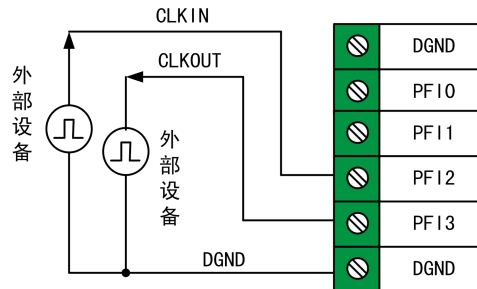 CLKIN
CLKOUT
外部设备
外部设备
DGND
DGND
PFI0
PFI1
PFI2
PFI3
DGND